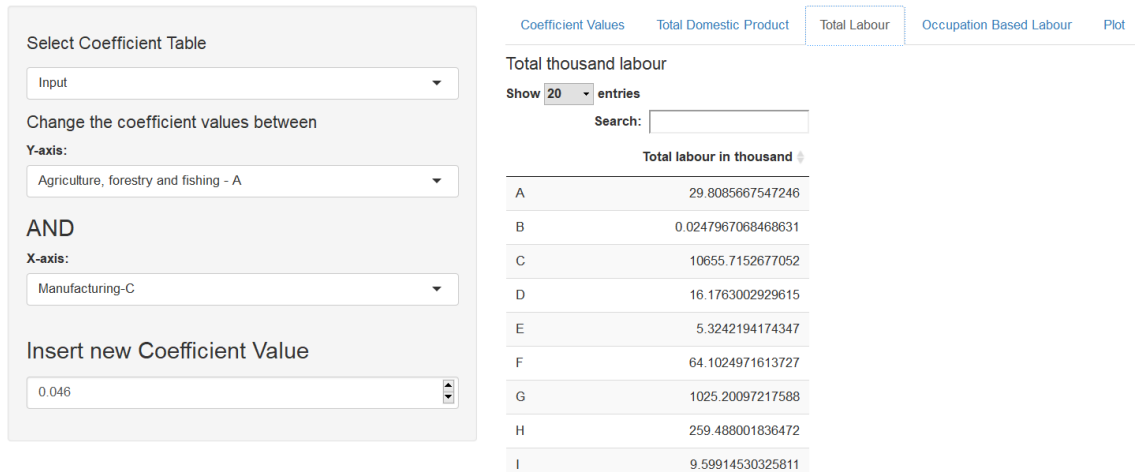 Select Coefficient Table
Input
Change the coefficient values between
Y-axis:
Agriculture, forestry and fishing - A
AND
X-axis:
Manufacturing-C
Insert new Coefficient Value
0.046
Coefficient Values Total Domestic Product Total Labour Occupation Based Labour Plot
Total thousand labour
Show 20 entries
Search:
Total labour in thousand
A 29.8085667547246
B 0.0247967068468631
C 10655.7152677052
D 16.1763002929615
E 5.3242194174347
F 64.1024971613727
G 1025.20097217588
H 259.488001836472
I 9.59914530325811